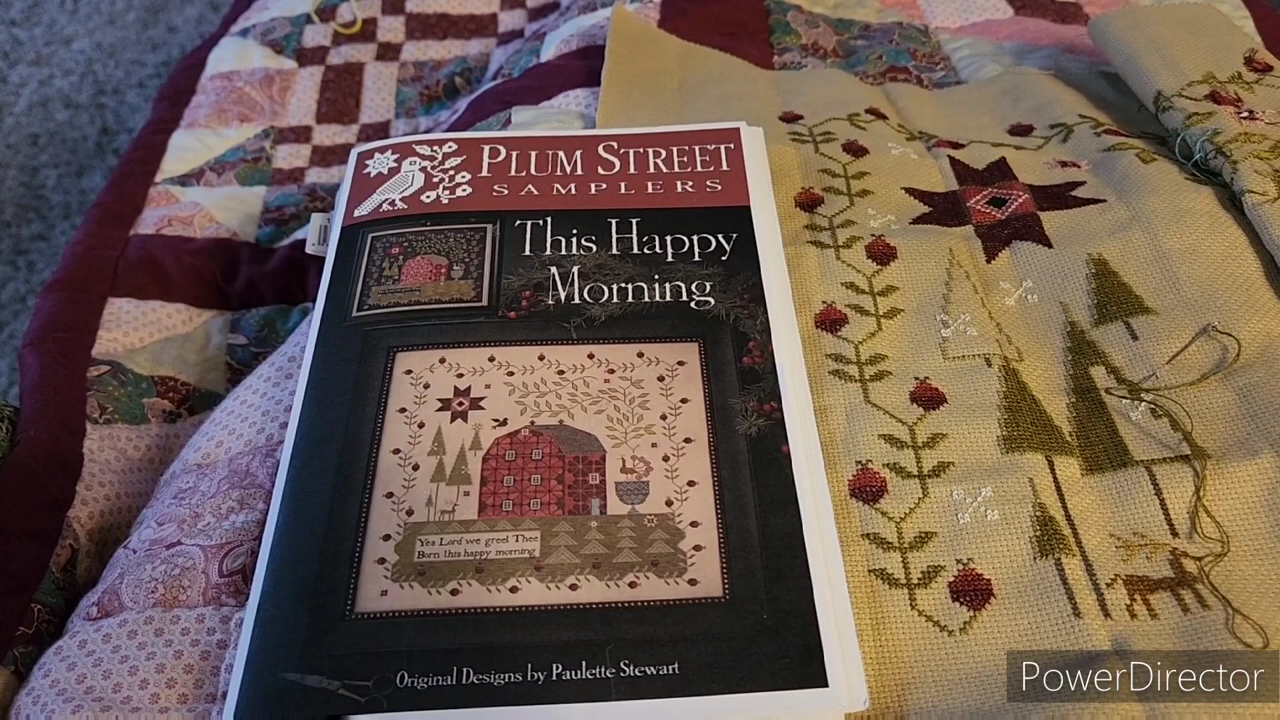 PLUM STREET
SAMPLERS
This Happy
Morning
Yes Lord we greet Thee
Born this happy morning
Original Designs by Paulette Stewart
PowerDirector